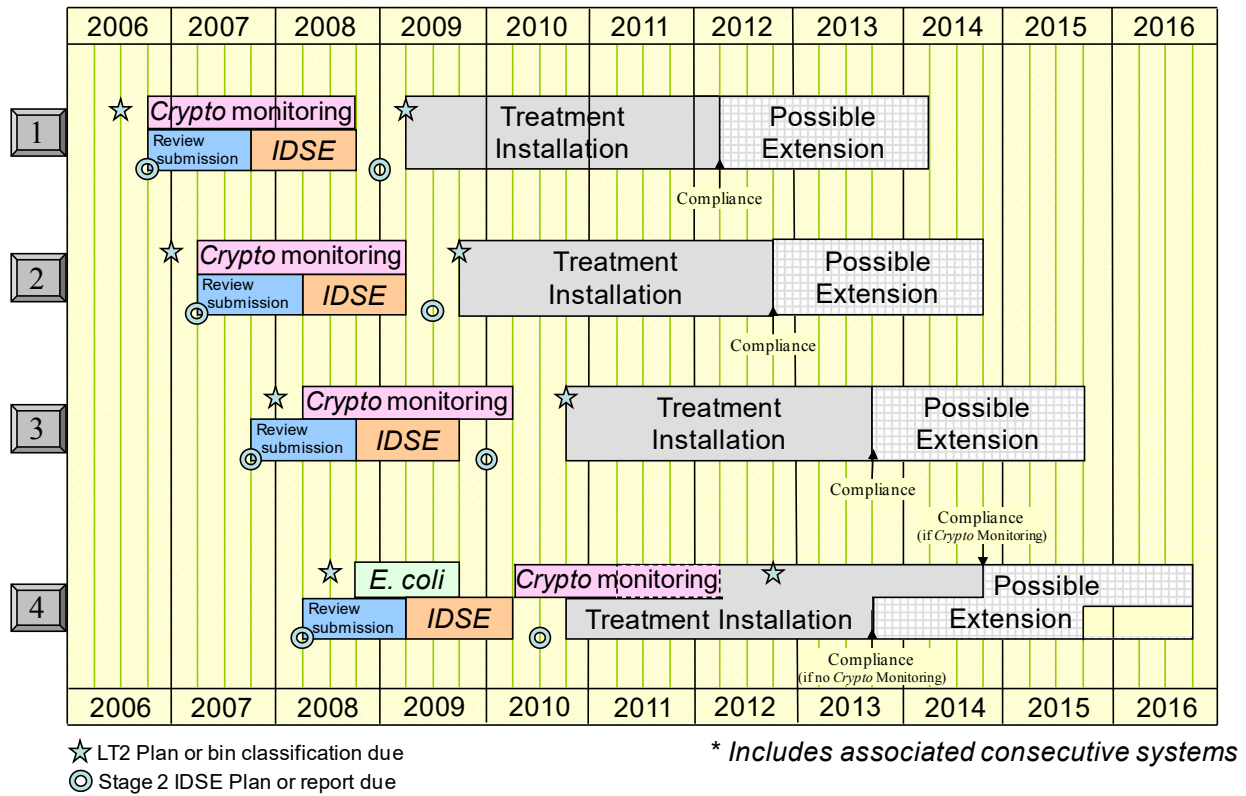 2006 2007 2008 2009 2010 2011 2012 2013 2014 2015 2016
1
Crypto monitoring
Review
submission
IDSE
Treatment
Installation
Possible
Extension
Compliance
2
Crypto monitoring
Review
submission
IDSE
Treatment
Installation
Possible
Extension
Compliance
3
Crypto monitoring
Review
submission
IDSE
Treatment
Installation
Possible
Extension
Compliance
Compliance
(if Crypto Monitoring)
4
E. coli
Crypto monitoring
Review
submission
IDSE
Treatment Installation
Possible
Extension
Compliance
(if no Crypto Monitoring)
2006 2007 2008 2009 2010 2011 2012 2013 2014 2015 2016
LT2 Plan or bin classification due
Stage 2 IDSE Plan or report due
* Includes associated consecutive systems